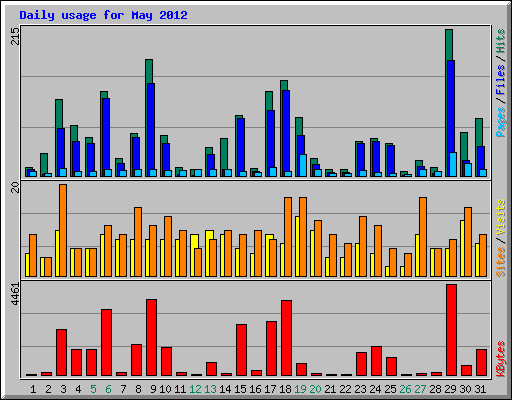 Daily usage for May 2012
215
Pages / Files / Hits
20
Sites / Visits
4461
KBytes
1 2 3 4 5 6 7 8 9 10 11 12 13 14 15 16 17 18 19 20 21 22 23 24 25 26 27 28 29 30 31